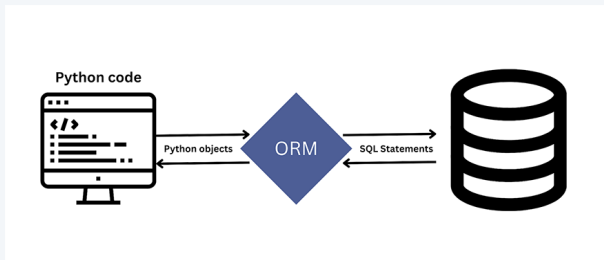 Python code
</>
Python objects
ORM
SQL Statements